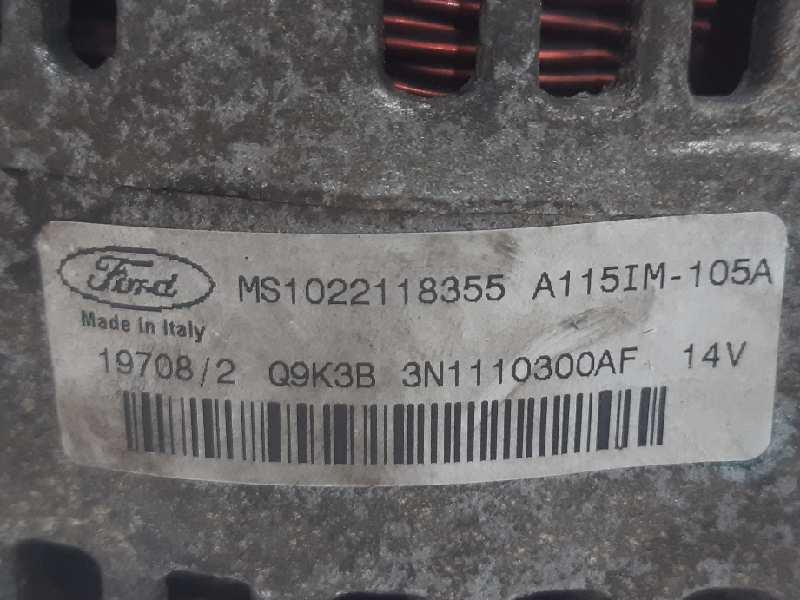 Ford MS1022118355 A115IM-105A
Made in Italy
19708/2 Q9K3B 3N1110300AF 14V